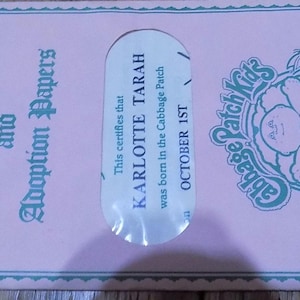 and
Adoption Papers
This certifies that
KARLOTTE TARAH
was born in the Cabbage Patch
on OCTOBER 1ST
Cabbage Patch Kids